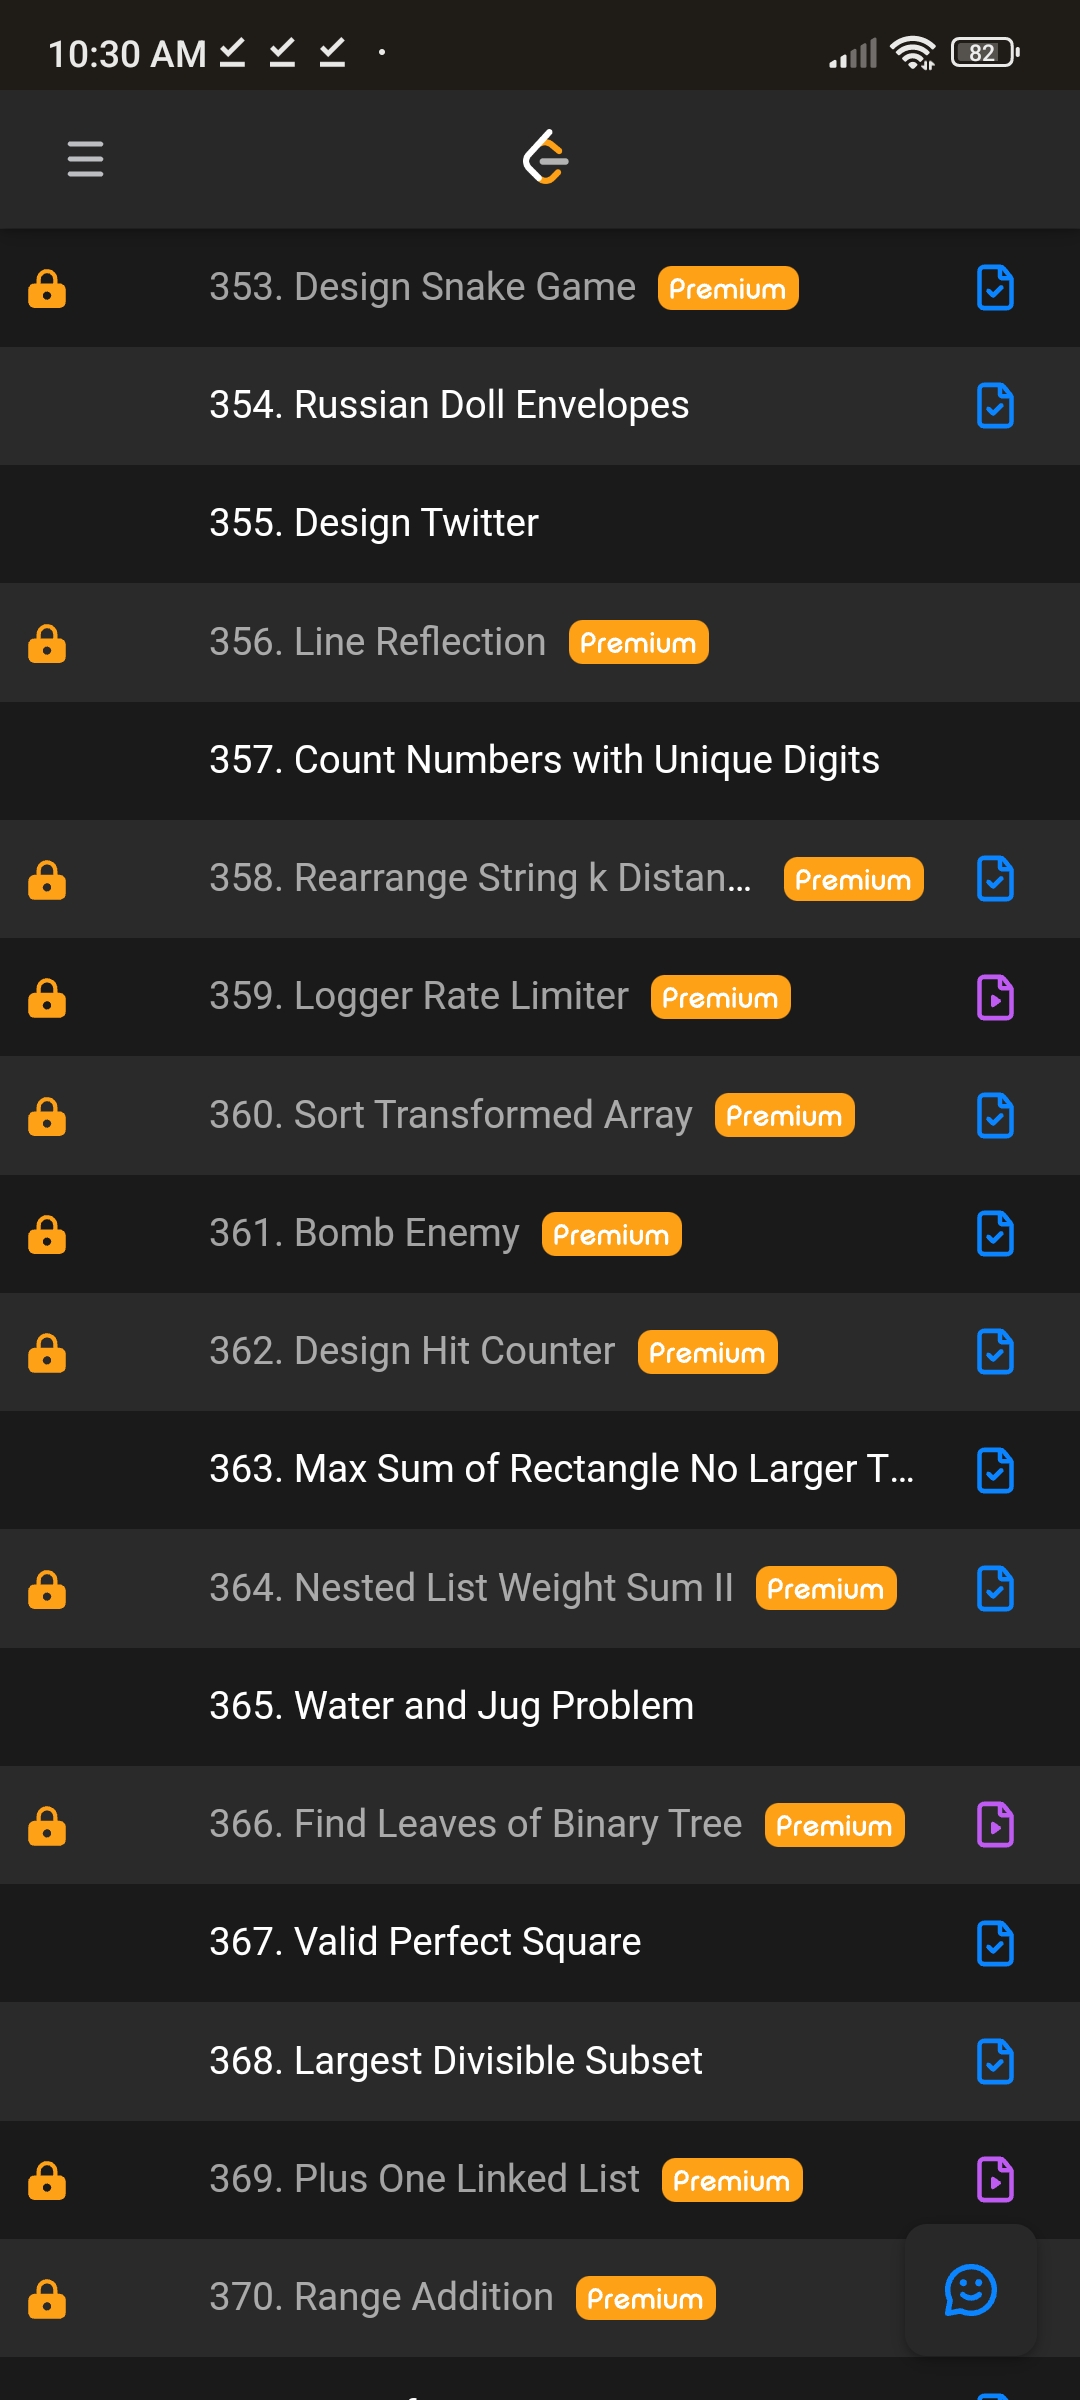 10:30 AM
82
353. Design Snake Game Premium
354. Russian Doll Envelopes
355. Design Twitter
356. Line Reflection Premium
357. Count Numbers with Unique Digits
358. Rearrange String k Distan... Premium
359. Logger Rate Limiter Premium
360. Sort Transformed Array Premium
361. Bomb Enemy Premium
362. Design Hit Counter Premium
363. Max Sum of Rectangle No Larger T...
364. Nested List Weight Sum II Premium
365. Water and Jug Problem
366. Find Leaves of Binary Tree Premium
367. Valid Perfect Square
368. Largest Divisible Subset
369. Plus One Linked List Premium
370. Range Addition Premium